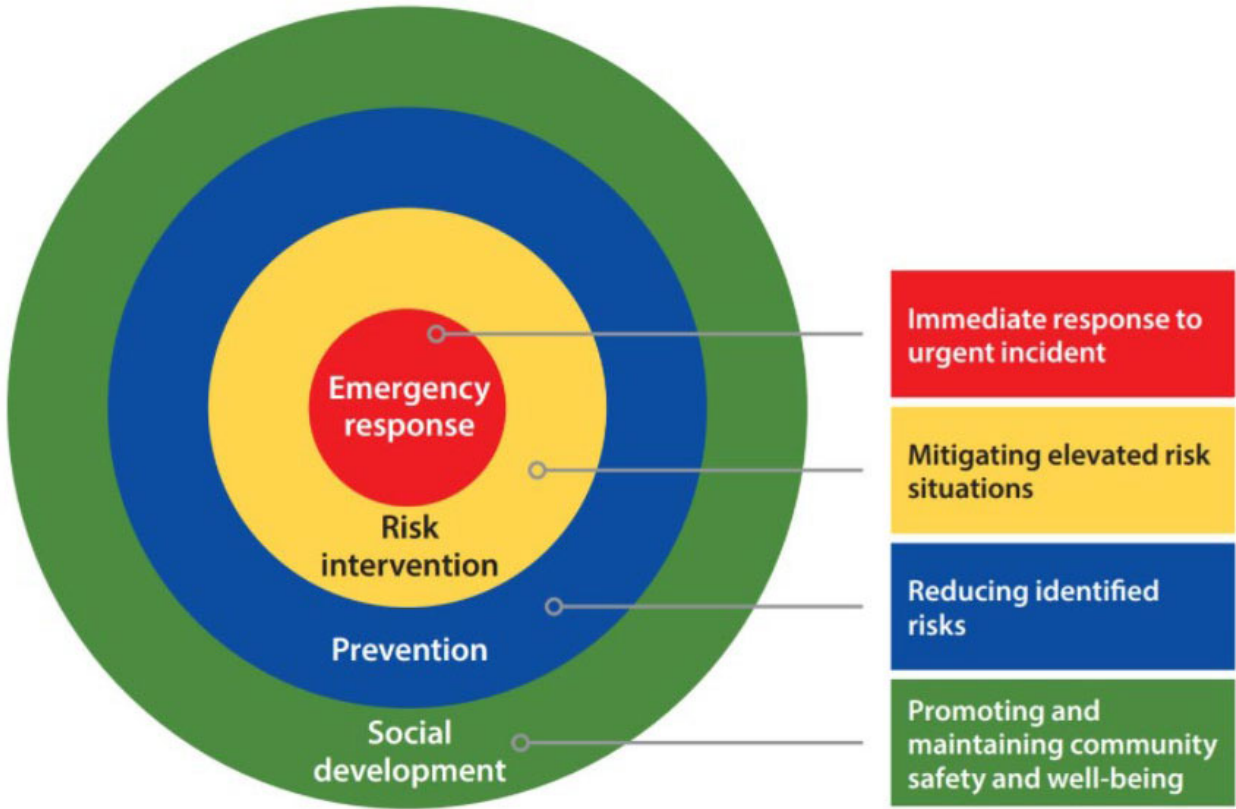 Emergency
response
Risk
intervention
Prevention
Social
development
Immediate response to
urgent incident
Mitigating elevated risk
situations
Reducing identified
risks
Promoting and
maintaining community
safety and well-being